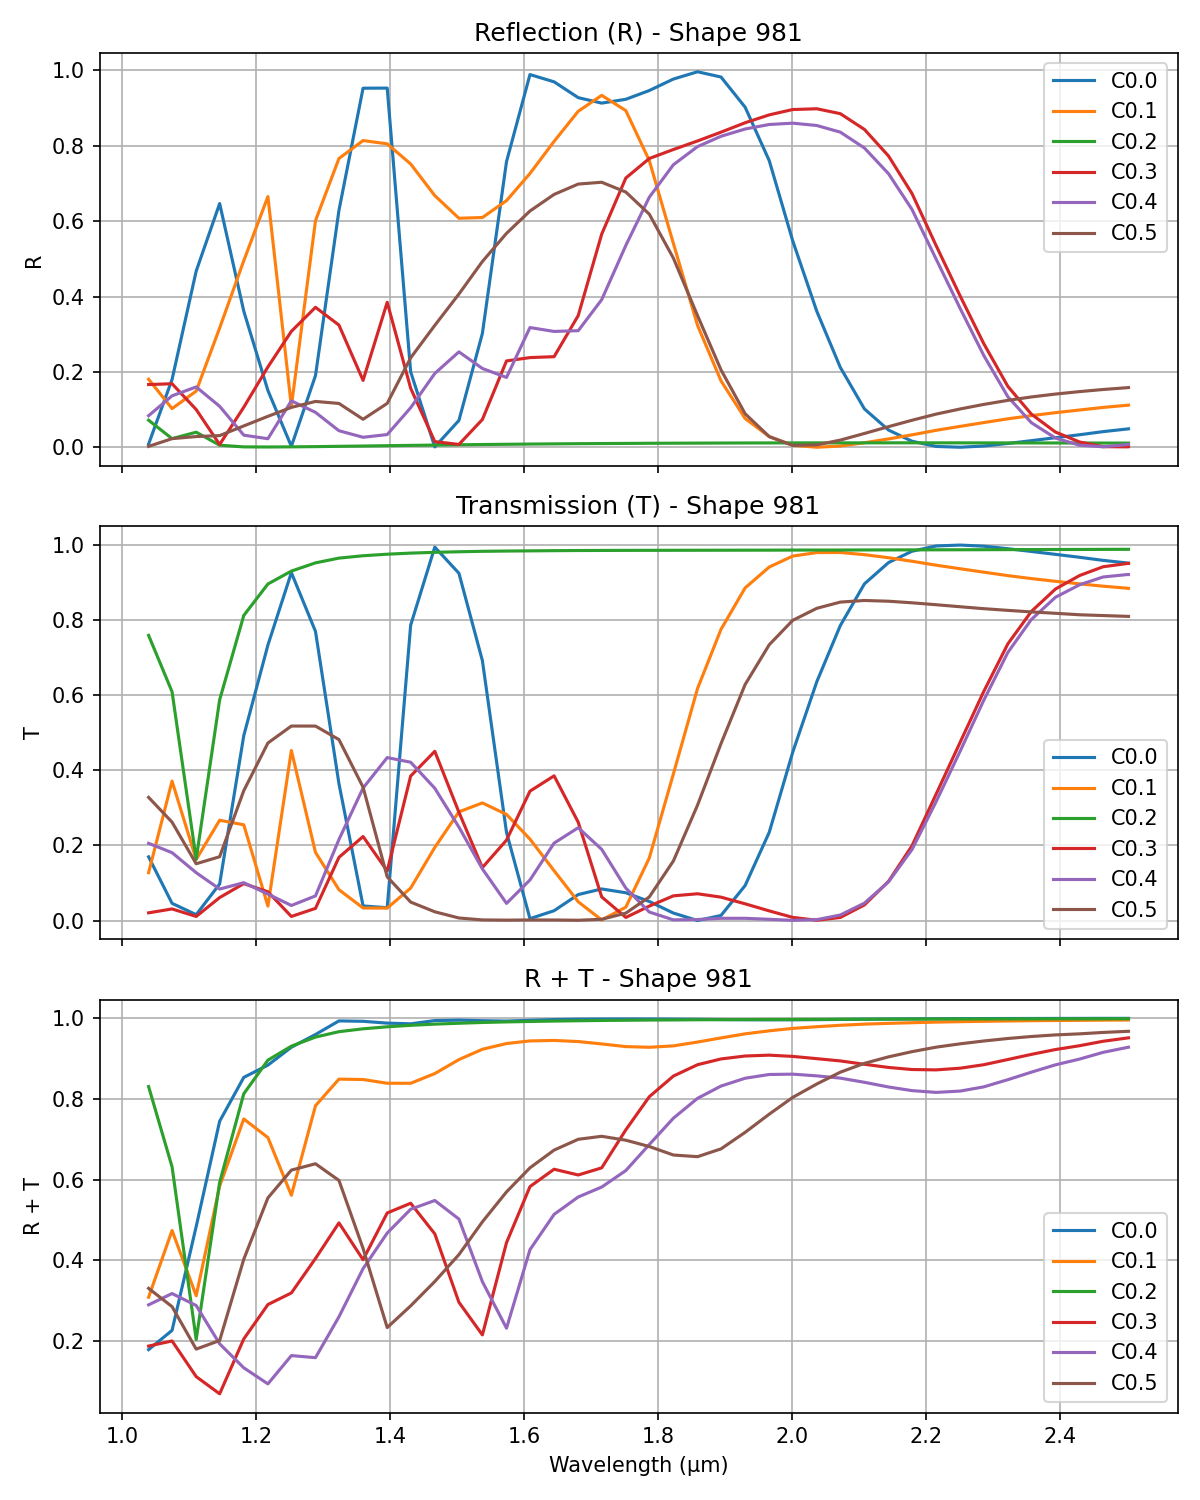 Reflection (R) - Shape 981
1.0
0.8
0.6
0.4
0.2
0.0
R
C0.0
C0.1
C0.2
C0.3
C0.4
C0.5
Transmission (T) - Shape 981
1.0
0.8
0.6
0.4
0.2
0.0
T
C0.0
C0.1
C0.2
C0.3
C0.4
C0.5
R + T - Shape 981
1.0
0.8
0.6
0.4
0.2
R + T
C0.0
C0.1
C0.2
C0.3
C0.4
C0.5
1.0 1.2 1.4 1.6 1.8 2.0 2.2 2.4
Wavelength (μm)